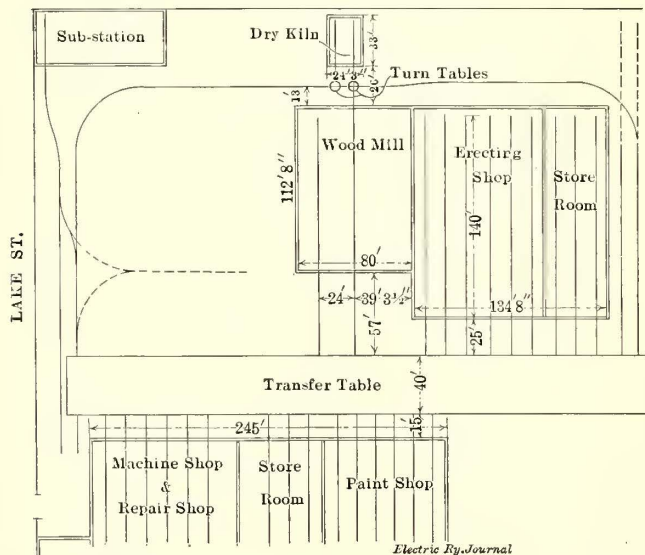 Sub-station
Dry Kiln
33'
24'3"
26'
Turn Tables
13'
Wood Mill
Erecting
Shop
Store
Room
112'8"
140'
80'
LAKE ST.
24'
39' 3½"
134'8"
57'
25'
Transfer Table
40'
245'
15'
Machine Shop
&
Repair Shop
Store
Room
Paint Shop
Electric Ry. Journal